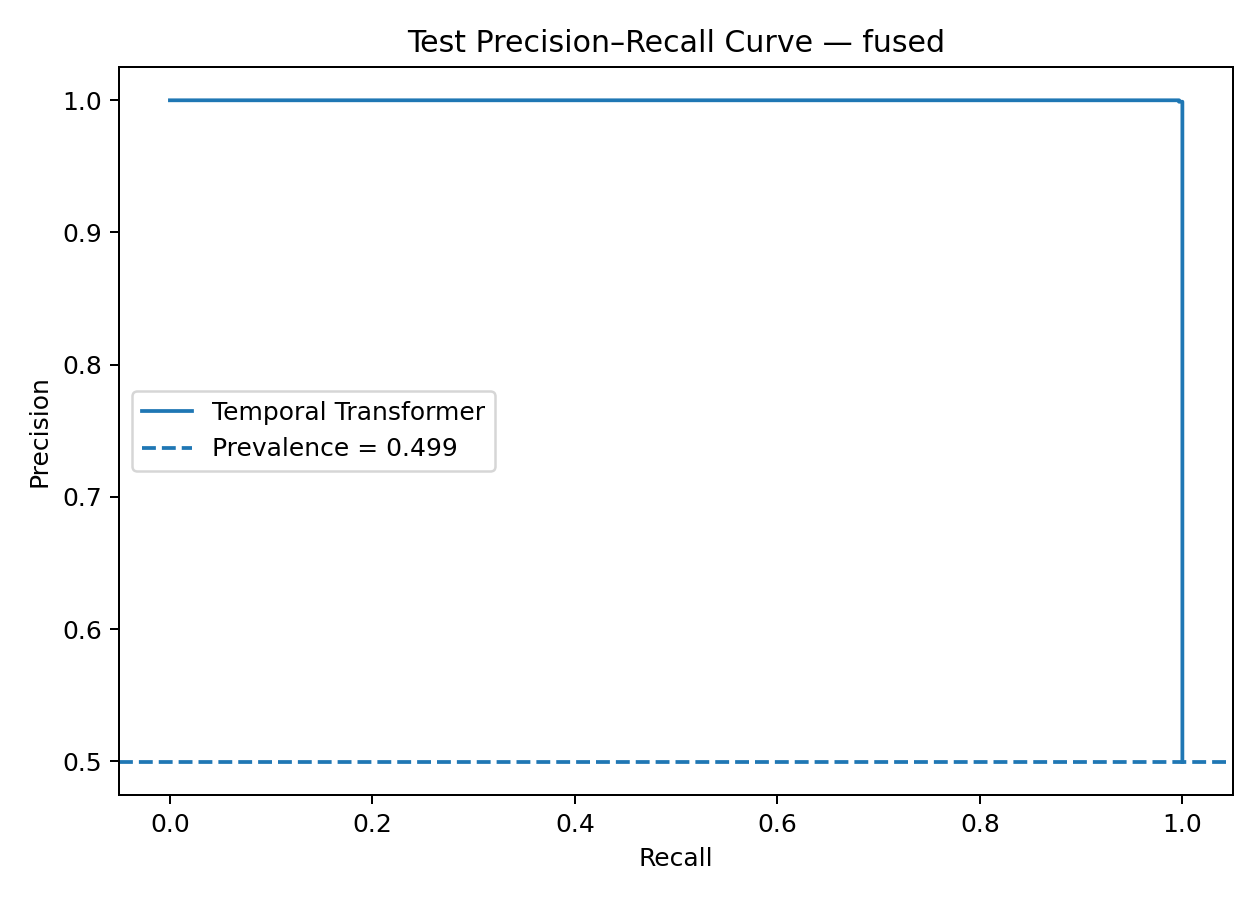 Test Precision–Recall Curve — fused
1.0
0.9
0.8
0.7
0.6
0.5
Precision
Temporal Transformer
Prevalence = 0.499
0.0 0.2 0.4 0.6 0.8 1.0
Recall